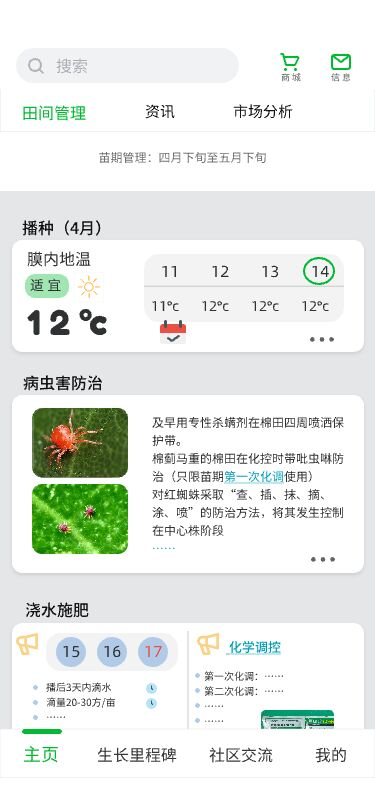 搜索
商城
信息
田间管理
资讯
市场分析
苗期管理：四月下旬至五月下旬
播种（4月）
膜内地温
适宜
12℃
11 12 13 14
11℃ 12℃ 12℃ 12℃
病虫害防治
及早用专性杀螨剂在棉田四周喷洒保
护带。
棉蓟马重的棉田在化控时带吡虫啉防
治（只限苗期第一次化调使用）
对红蜘蛛采取“查、插、抹、摘、
涂、喷”的防治方法，将其发生控制
在中心株阶段
……
浇水施肥
15 16 17
播后3天内滴水
滴量20-30方/亩
……
化学调控
第一次化调：……
第二次化调：……
……
……
主页
生长里程碑
社区交流
我的